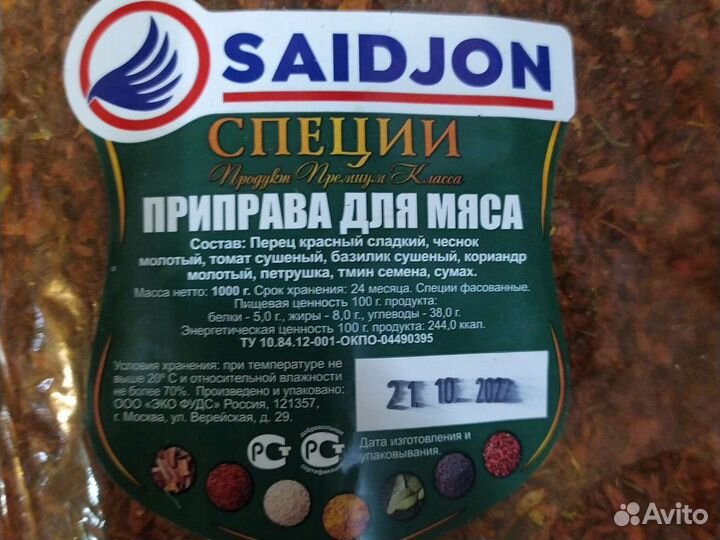 SAIDJON
СПЕЦИИ
Продукт Премиум Класса
ПРИПРАВА ДЛЯ МЯСА
Состав: Перец красный сладкий, чеснок
молотый, томат сушеный, базилик сушеный, кориандр
молотый, петрушка, тмин семена, сумах.
Масса нетто: 1000 г. Срок хранения: 24 месяца. Специи фасованные.
Пищевая ценность 100 г. продукта:
белки - 5,0 г., жиры - 8,0 г., углеводы - 38,0 г.
Энергетическая ценность 100 г. продукта: 244,0 ккал.
ТУ 10.84.12-001-ОКПО-04490395
Условия хранения: при температуре не
выше 20° С и относительной влажности
не более 70%. Произведено и упаковано:
ООО «ЭКО ФУДС» Россия, 121357,
г. Москва, ул. Верейская, д. 29.
21 10 2022
Дата изготовления и
упаковывания.
РСТ
добровольная
РСТ
сертификация
Avito